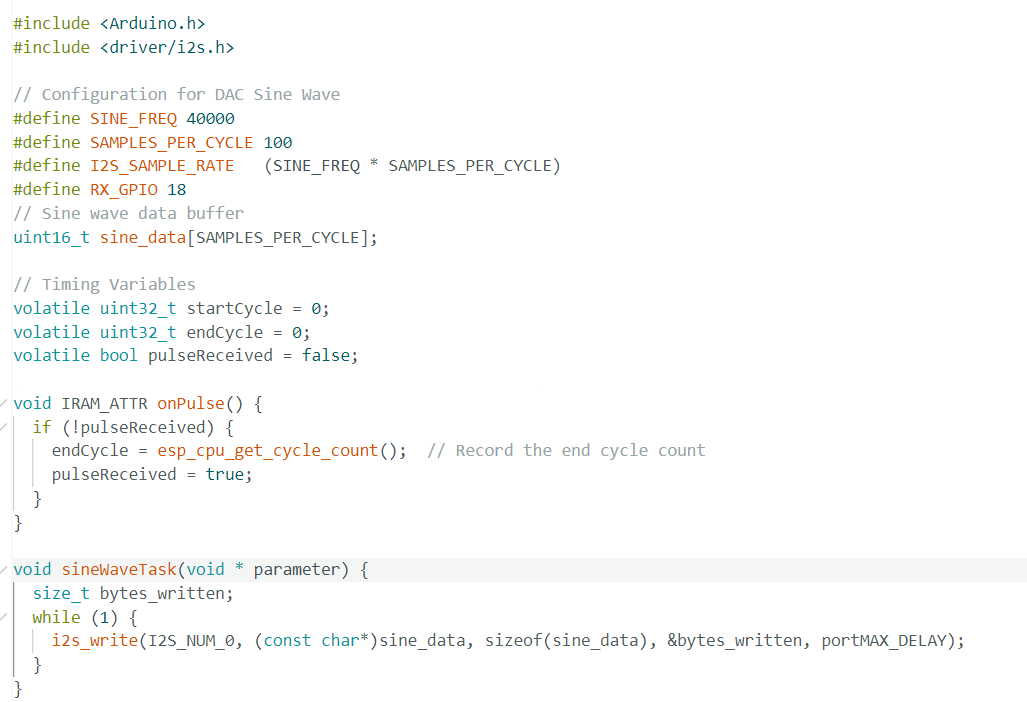 #include <Arduino.h>
#include <driver/i2s.h>

// Configuration for DAC Sine Wave
#define SINE_FREQ 40000
#define SAMPLES_PER_CYCLE 100
#define I2S_SAMPLE_RATE   (SINE_FREQ * SAMPLES_PER_CYCLE)
#define RX_GPIO 18
// Sine wave data buffer
uint16_t sine_data[SAMPLES_PER_CYCLE];

// Timing Variables
volatile uint32_t startCycle = 0;
volatile uint32_t endCycle = 0;
volatile bool pulseReceived = false;

void IRAM_ATTR onPulse() {
  if (!pulseReceived) {
    endCycle = esp_cpu_get_cycle_count();  // Record the end cycle count
    pulseReceived = true;
  }
}

void sineWaveTask(void * parameter) {
  size_t bytes_written;
  while (1) {
    i2s_write(I2S_NUM_0, (const char*)sine_data, sizeof(sine_data), &bytes_written, portMAX_DELAY);
  }
}